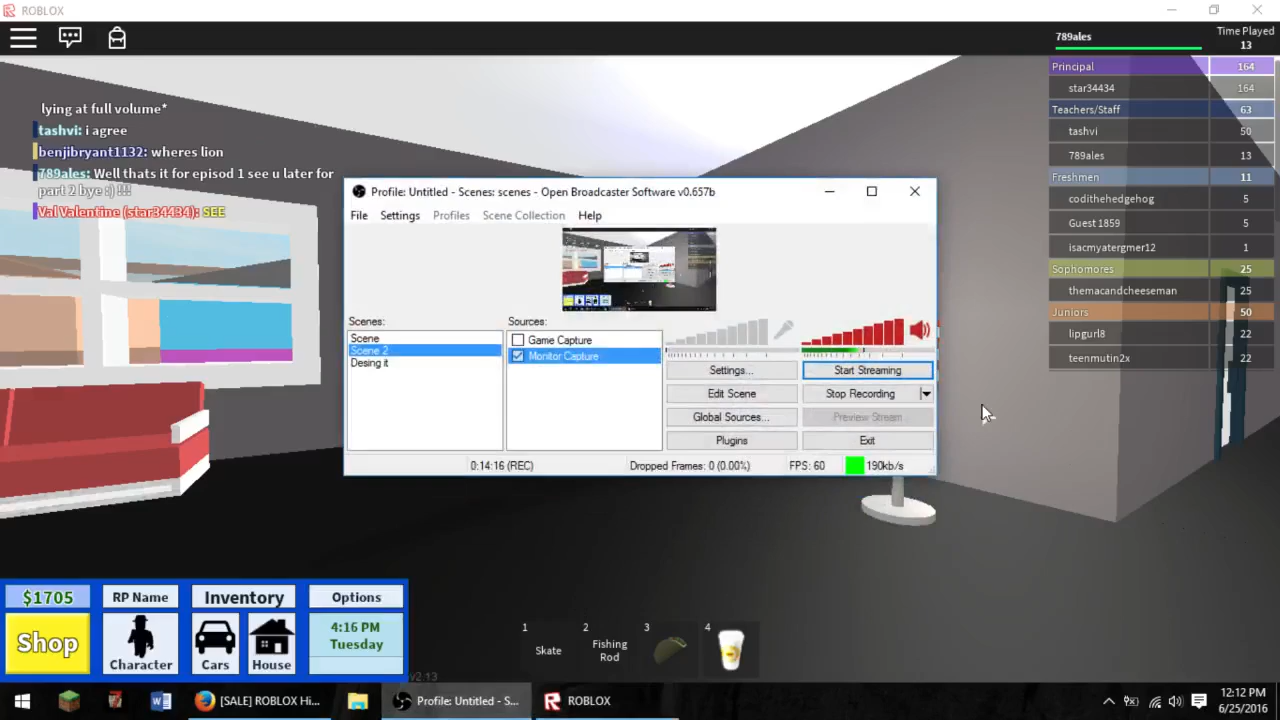 ROBLOX
789ales
Time Played
13
Principal 164
star34434 164
Teachers/Staff 63
tashvi 50
789ales 13
Freshmen 11
codithehedgehog 5
Guest 1859 5
isacmyatergmer12 1
Sophomores 25
themacandcheeseman 25
Juniors 50
lipgurl8 22
teenmutin2x 22
lying at full volume*
tashvi: i agree
benjibryant1132: wheres lion
789ales: Well thats it for episod 1 see u later for
part 2 bye :) !!!
Val Valentine (star34434): SEE
Profile: Untitled - Scenes: scenes - Open Broadcaster Software v0.657b
File Settings Profiles Scene Collection Help
Scenes: Sources:
Scene
Scene 2
Desing it
Game Capture
Monitor Capture
Settings... Start Streaming
Edit Scene Stop Recording
Global Sources... Preview Stream
Plugins Exit
0:14:16 (REC) Dropped Frames: 0 (0.00%) FPS: 60 190kb/s
$1705 RP Name Inventory Options
Shop Character Cars House
4:16 PM
Tuesday
1 Skate
2 Fishing
Rod
3
4
v2.13
[SALE] ROBLOX Hi... Profile: Untitled - S... ROBLOX
12:12 PM
6/25/2016